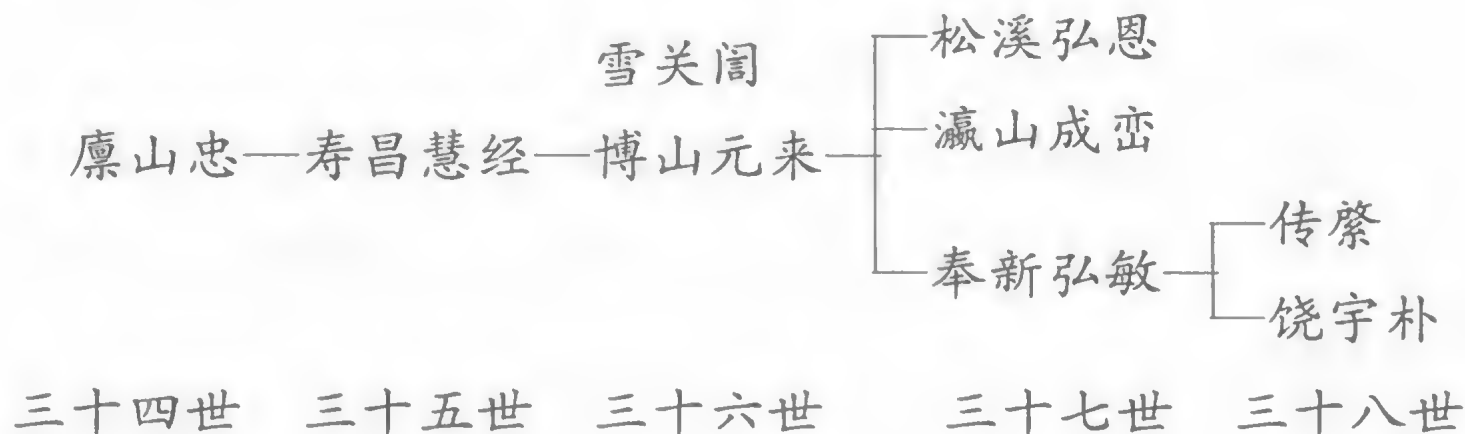 松溪弘恩
雪关訚
瀛山成峦
廪山忠—寿昌慧经—博山元来
传綮
奉新弘敏
饶宇朴
三十四世 三十五世 三十六世 三十七世 三十八世